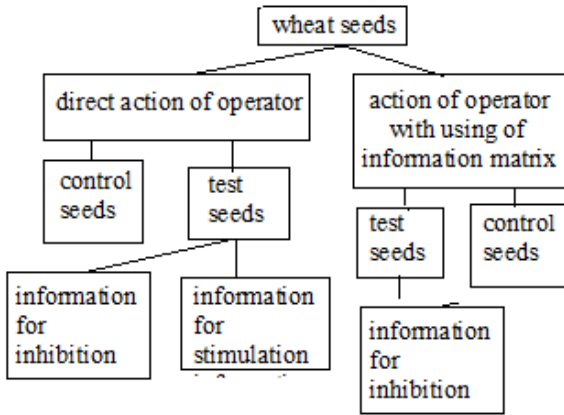 wheat seeds
direct action of operator
action of operator
with using of
information matrix
control
seeds
test
seeds
test
seeds
control
seeds
information
for
inhibition
information
for
stimulation
information
for
inhibition